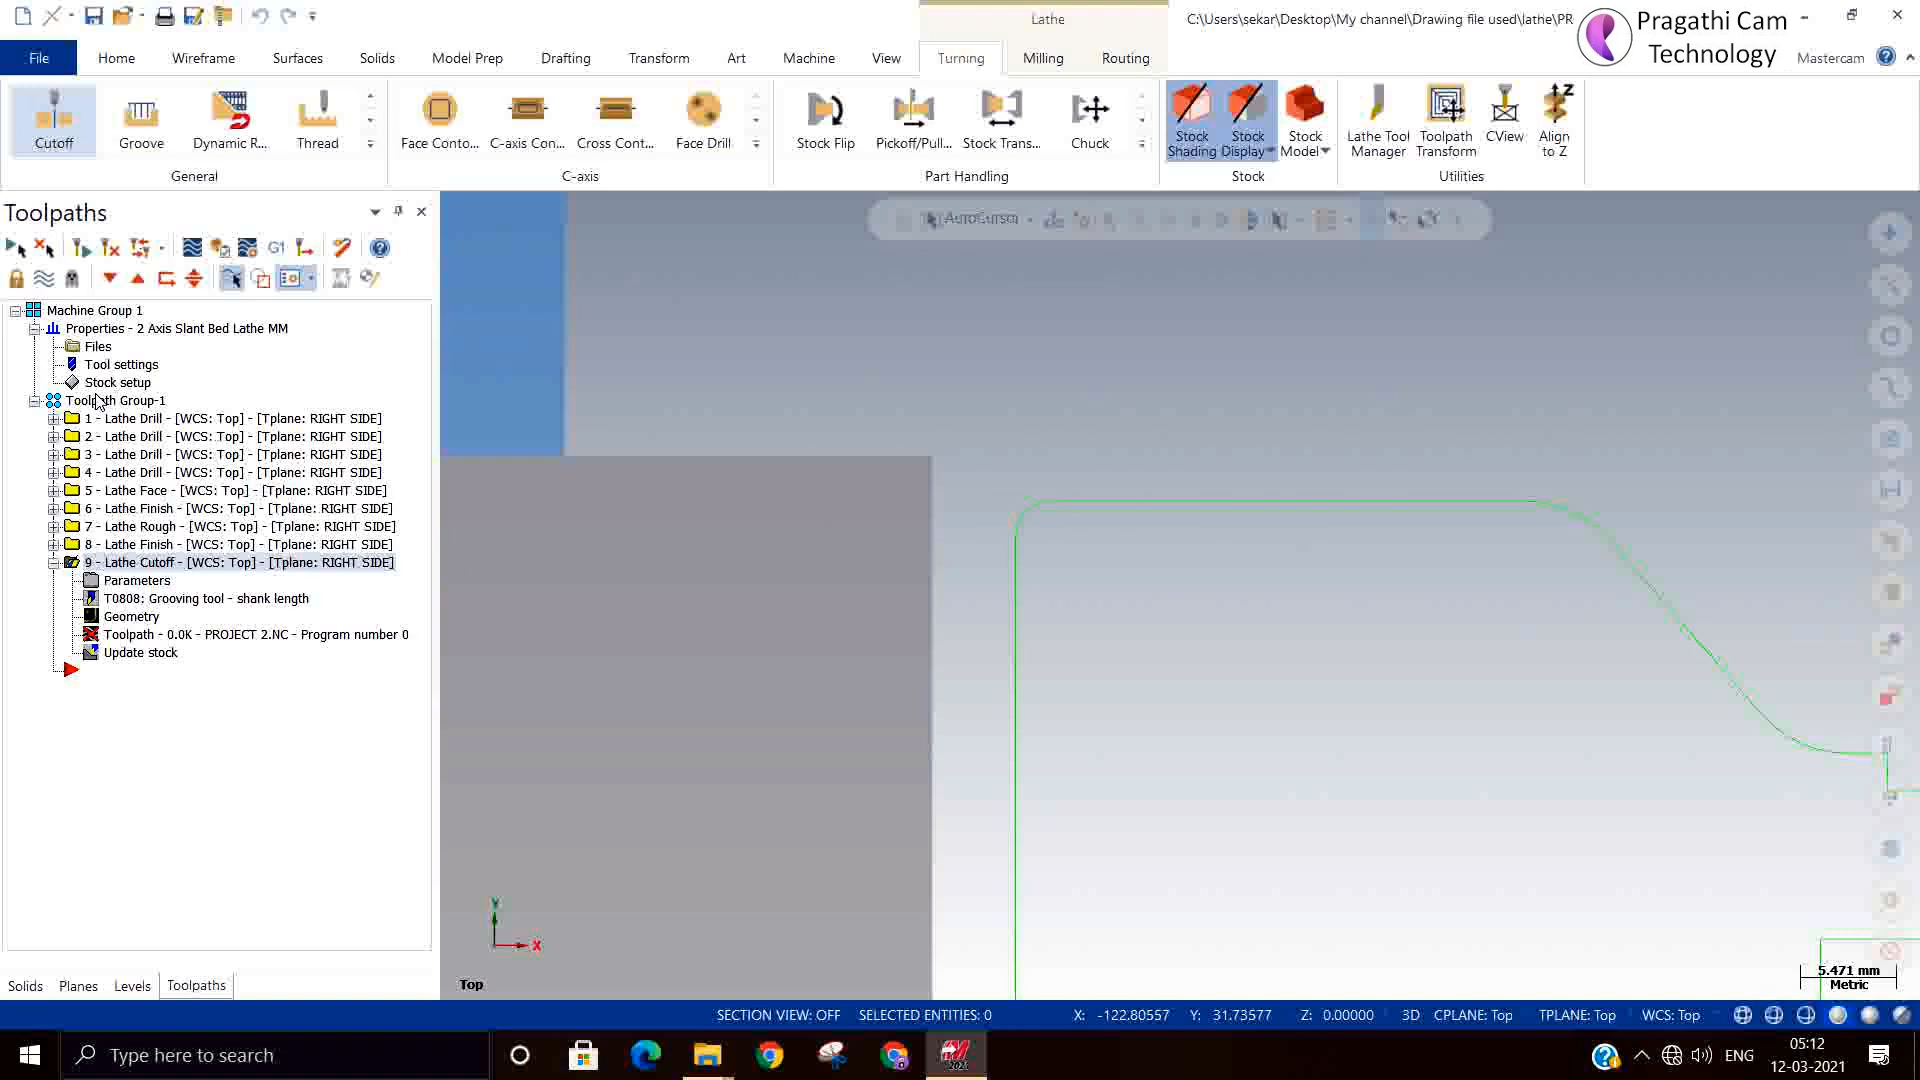 Lathe
C:\Users\sekar\Desktop\My channel\Drawing file used\lathe\PR
Pragathi Cam
Technology
File
Home
Wireframe
Surfaces
Solids
Model Prep
Drafting
Transform
Art
Machine
View
Turning
Milling
Routing
Mastercam
Cutoff
Groove
Dynamic R...
Thread
Face Conto...
C-axis Con...
Cross Cont...
Face Drill
Stock Flip
Pickoff/Pull...
Stock Trans...
Chuck
Stock
Shading
Stock
Display
Stock
Model
Lathe Tool
Manager
Toolpath
Transform
CView
Align
to Z
General
C-axis
Part Handling
Stock
Utilities
Toolpaths
AutoCursor
G1
Machine Group 1
Properties - 2 Axis Slant Bed Lathe MM
Files
Tool settings
Stock setup
Toolpath Group-1
1 - Lathe Drill - [WCS: Top] - [Tplane: RIGHT SIDE]
2 - Lathe Drill - [WCS: Top] - [Tplane: RIGHT SIDE]
3 - Lathe Drill - [WCS: Top] - [Tplane: RIGHT SIDE]
4 - Lathe Drill - [WCS: Top] - [Tplane: RIGHT SIDE]
5 - Lathe Face - [WCS: Top] - [Tplane: RIGHT SIDE]
6 - Lathe Finish - [WCS: Top] - [Tplane: RIGHT SIDE]
7 - Lathe Rough - [WCS: Top] - [Tplane: RIGHT SIDE]
8 - Lathe Finish - [WCS: Top] - [Tplane: RIGHT SIDE]
9 - Lathe Cutoff - [WCS: Top] - [Tplane: RIGHT SIDE]
Parameters
T0808: Grooving tool - shank length
Geometry
Toolpath - 0.0K - PROJECT 2.NC - Program number 0
Update stock
Y
X
Top
5.471 mm
Metric
Solids
Planes
Levels
Toolpaths
SECTION VIEW: OFF
SELECTED ENTITIES: 0
X: -122.80557
Y: 31.73577
Z: 0.00000
3D
CPLANE: Top
TPLANE: Top
WCS: Top
Type here to search
2021
ENG
05:12
12-03-2021